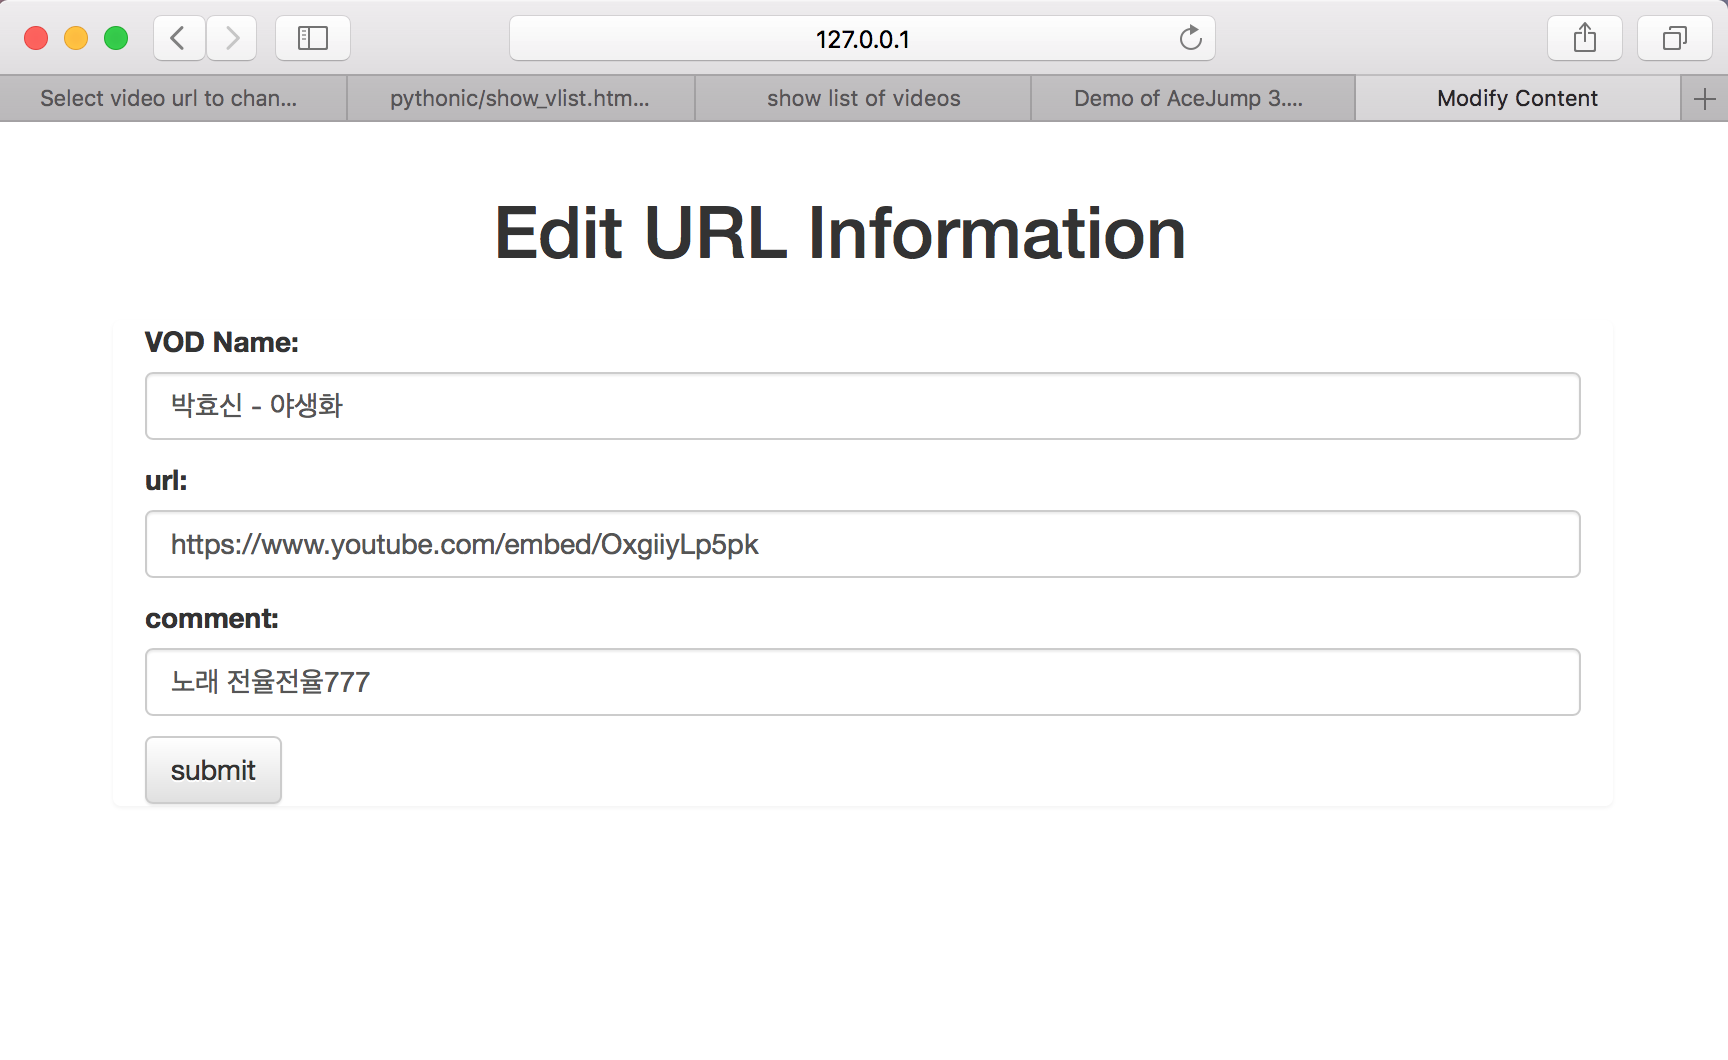 127.0.0.1
Select video url to chan...
pythonic/show_vlist.htm...
show list of videos
Demo of AceJump 3....
Modify Content
Edit URL Information
VOD Name:
박효신 - 야생화
url:
https://www.youtube.com/embed/OxgiiyLp5pk
comment:
노래 전율전율777
submit